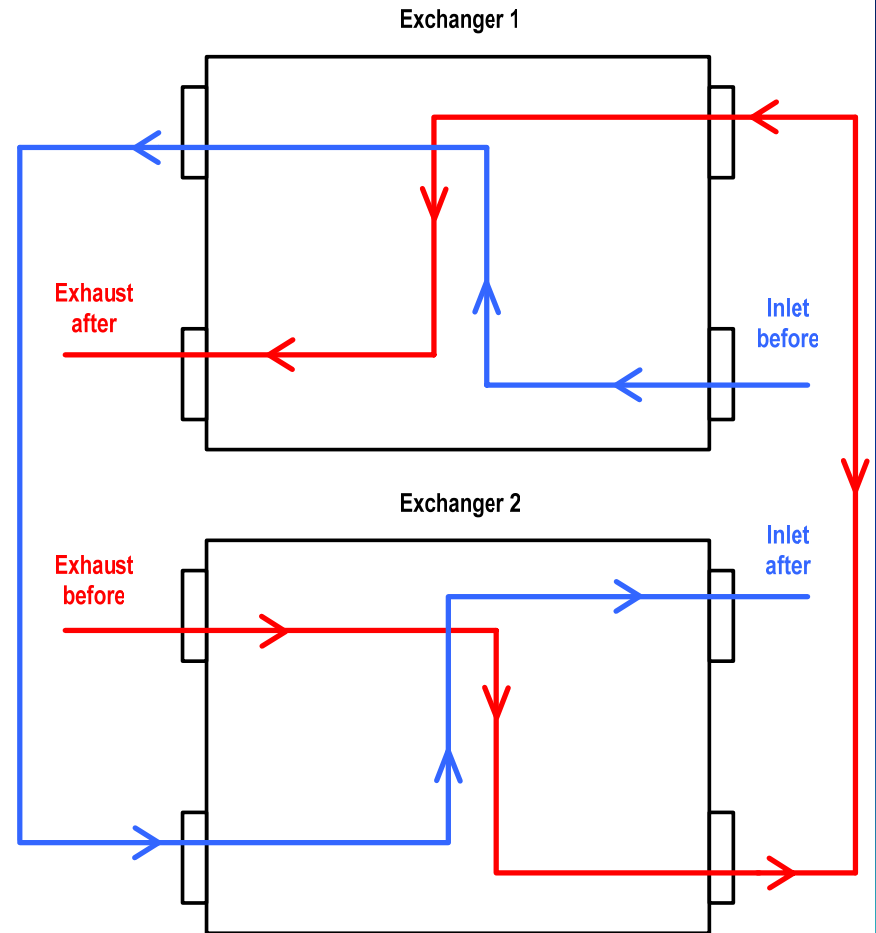 Exchanger 1
Exhaust
after
Inlet
before
Exchanger 2
Exhaust
before
Inlet
after